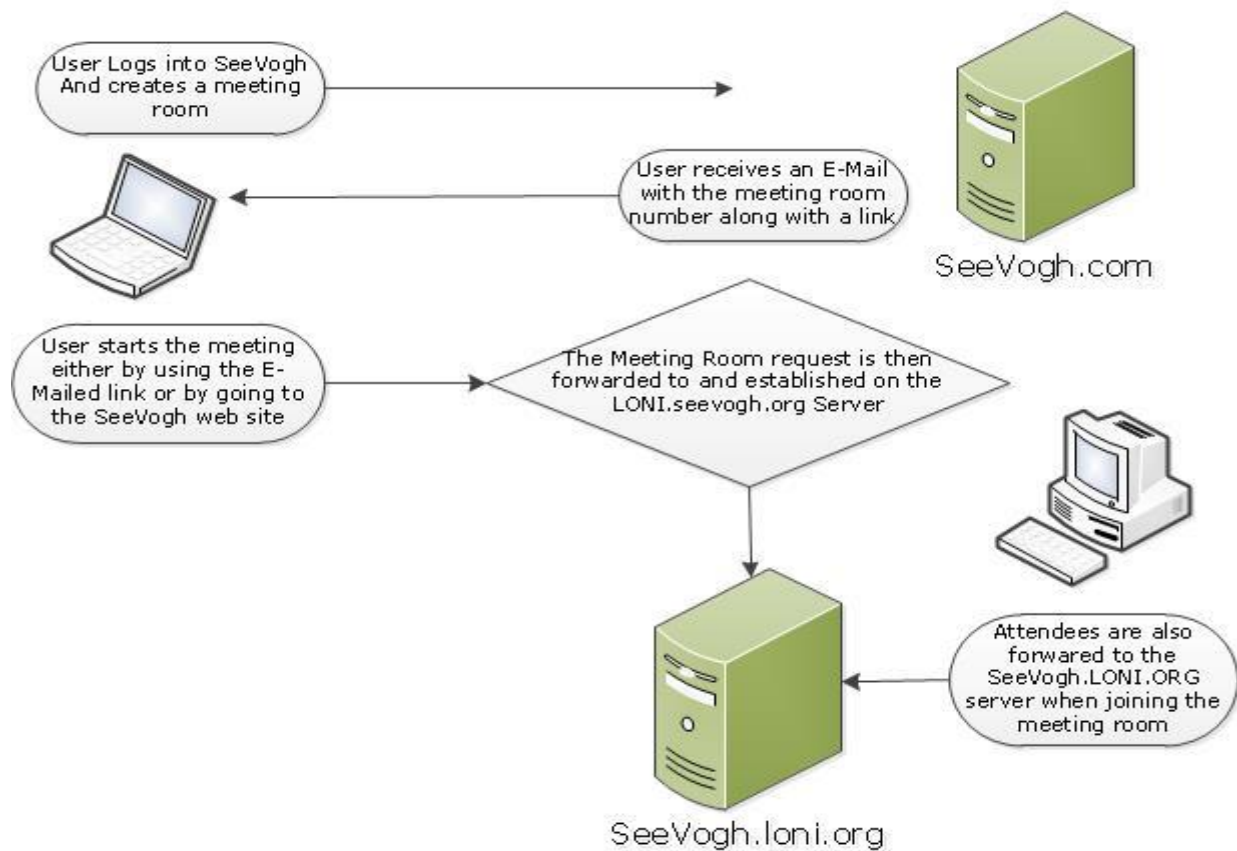 User Logs into SeeVogh
And creates a meeting
room
User receives an E-Mail
with the meeting room
number along with a link
SeeVogh.com
User starts the meeting
either by using the E-
Mailed link or by going to
the SeeVogh web site
The Meeting Room request is then
forwarded to and established on the
LONI.seevogh.org Server
Attendees are also
forwared to the
SeeVogh.LONI.ORG
server when joining the
meeting room
SeeVogh.loni.org